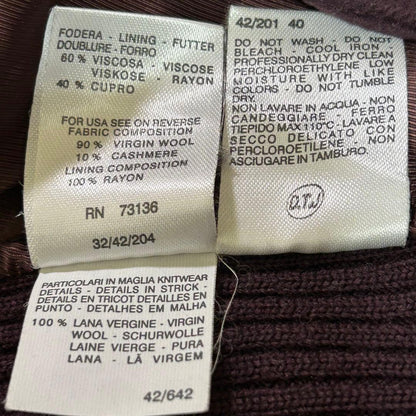 FODERA - LINING - FUTTER
DOUBLURE - FORRO
60 % VISCOSA - VISCOSE
VISKOSE - RAYON
40 % CUPRO
FOR USA SEE ON REVERSE
FABRIC COMPOSITION
90 % VIRGIN WOOL
10 % CASHMERE
LINING COMPOSITION
100 % RAYON
RN 73136
32/42/204
42/201 40
DO NOT WASH - DO NOT
BLEACH - COOL IRON
PROFESSIONALLY DRY CLEAN
PERCHLOROETHYLENE LOW
MOISTURE WITH LIKE
COLORS - DO NOT TUMBLE
DRY.
NON LAVARE IN ACQUA - NON
CANDEGGIARE - FERRO
TIEPIDO MAX 110°C - LAVARE A
SECCO DELICATO CON
PERCLOROETILENE - NON
ASCIUGARE IN TAMBURO.
PARTICOLARI IN MAGLIA KNITWEAR
DETAILS - DETAILS IN STRICK -
DETAILS EN TRICOT DETAILLES EN
PUNTO - DETALHES EM MALHA
100 % LANA VERGINE - VIRGIN
WOOL - SCHURWOLLE
LAINE VIERGE - PURA
LANA - LÀ VIRGEM
42/642